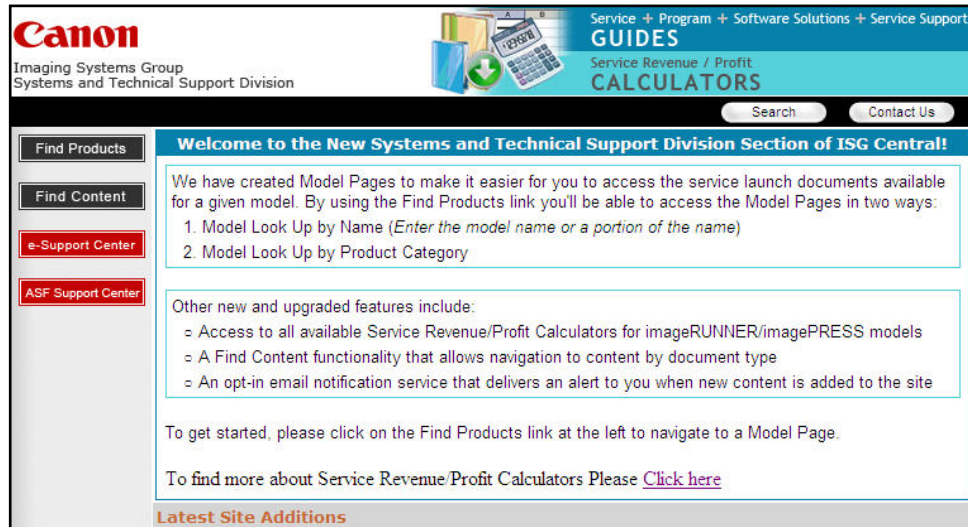 Canon
Imaging Systems Group
Systems and Technical Support Division
Service + Program + Software Solutions + Service Support
GUIDES
Service Revenue / Profit
CALCULATORS
Search
Contact Us
Find Products
Find Content
e-Support Center
ASF Support Center
Welcome to the New Systems and Technical Support Division Section of ISG Central!
We have created Model Pages to make it easier for you to access the service launch documents available
for a given model. By using the Find Products link you'll be able to access the Model Pages in two ways:
1. Model Look Up by Name (Enter the model name or a portion of the name)
2. Model Look Up by Product Category
Other new and upgraded features include:
▫ Access to all available Service Revenue/Profit Calculators for imageRUNNER/imagePRESS models
▫ A Find Content functionality that allows navigation to content by document type
▫ An opt-in email notification service that delivers an alert to you when new content is added to the site
To get started, please click on the Find Products link at the left to navigate to a Model Page.
To find more about Service Revenue/Profit Calculators Please Click here
Latest Site Additions